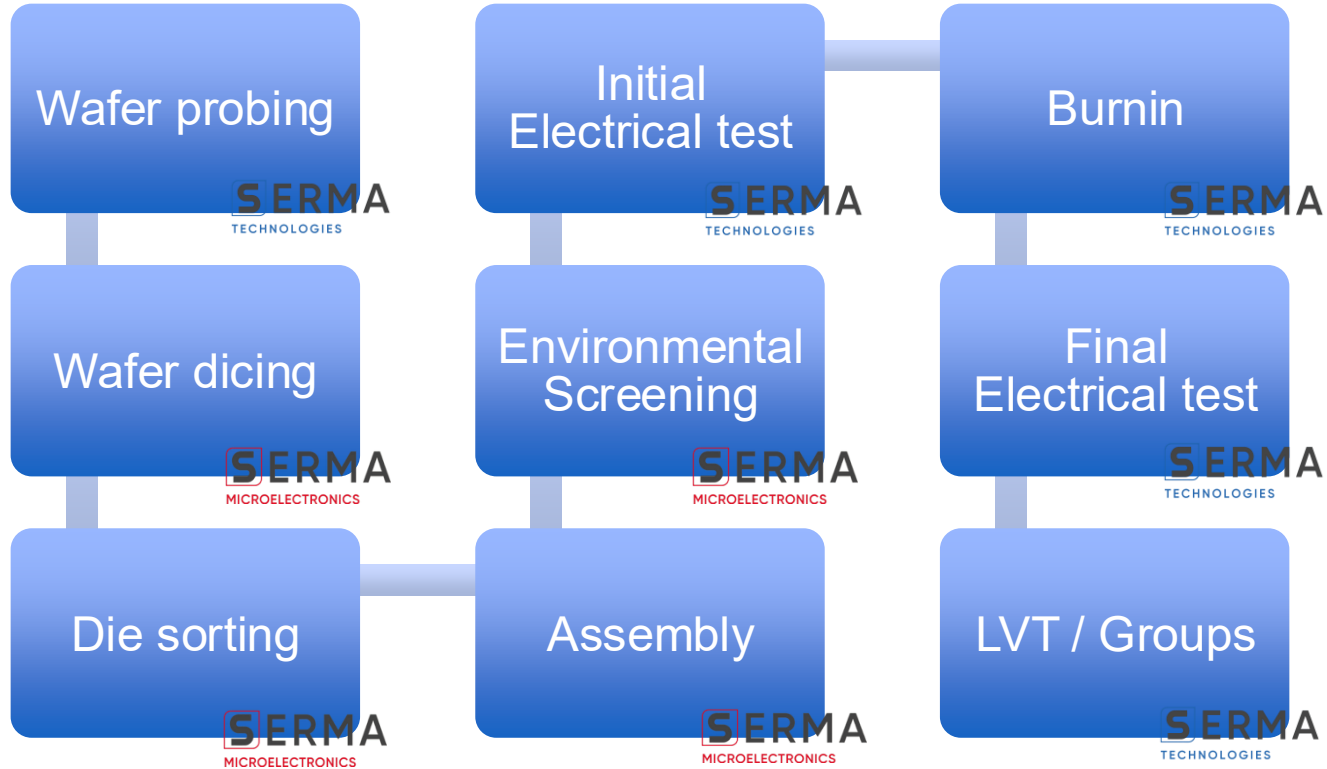 Wafer probing
SERMA
TECHNOLOGIES
Wafer dicing
SERMA
MICROELECTRONICS
Die sorting
SERMA
MICROELECTRONICS
Assembly
SERMA
MICROELECTRONICS
Environmental
Screening
SERMA
MICROELECTRONICS
Initial
Electrical test
SERMA
TECHNOLOGIES
Burnin
SERMA
TECHNOLOGIES
Final
Electrical test
SERMA
TECHNOLOGIES
LVT / Groups
SERMA
TECHNOLOGIES